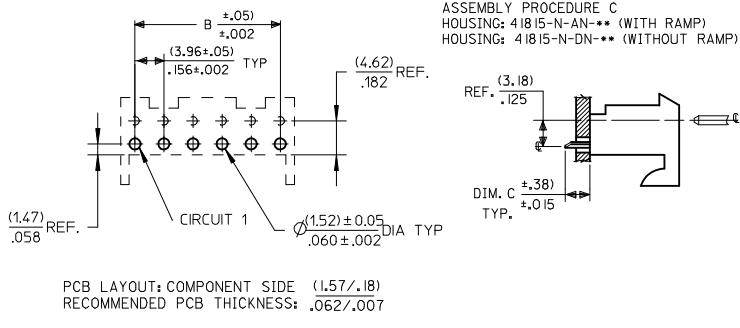 ASSEMBLY PROCEDURE C
HOUSING: 41815-N-AN-** (WITH RAMP)
HOUSING: 41815-N-DN-** (WITHOUT RAMP)
B ±.05)
±.002
(3.96±.05)
.156±.002 TYP
(4.62)
.182 REF.
REF. (3.18)
.125
℄
℄
DIM. C ±.38)
±.015
TYP.
(1.47)
.058 REF.
CIRCUIT 1
Ø(1.52)±0.05
.060±.002 DIA TYP
PCB LAYOUT: COMPONENT SIDE (1.57/.18)
RECOMMENDED PCB THICKNESS: .062/.007